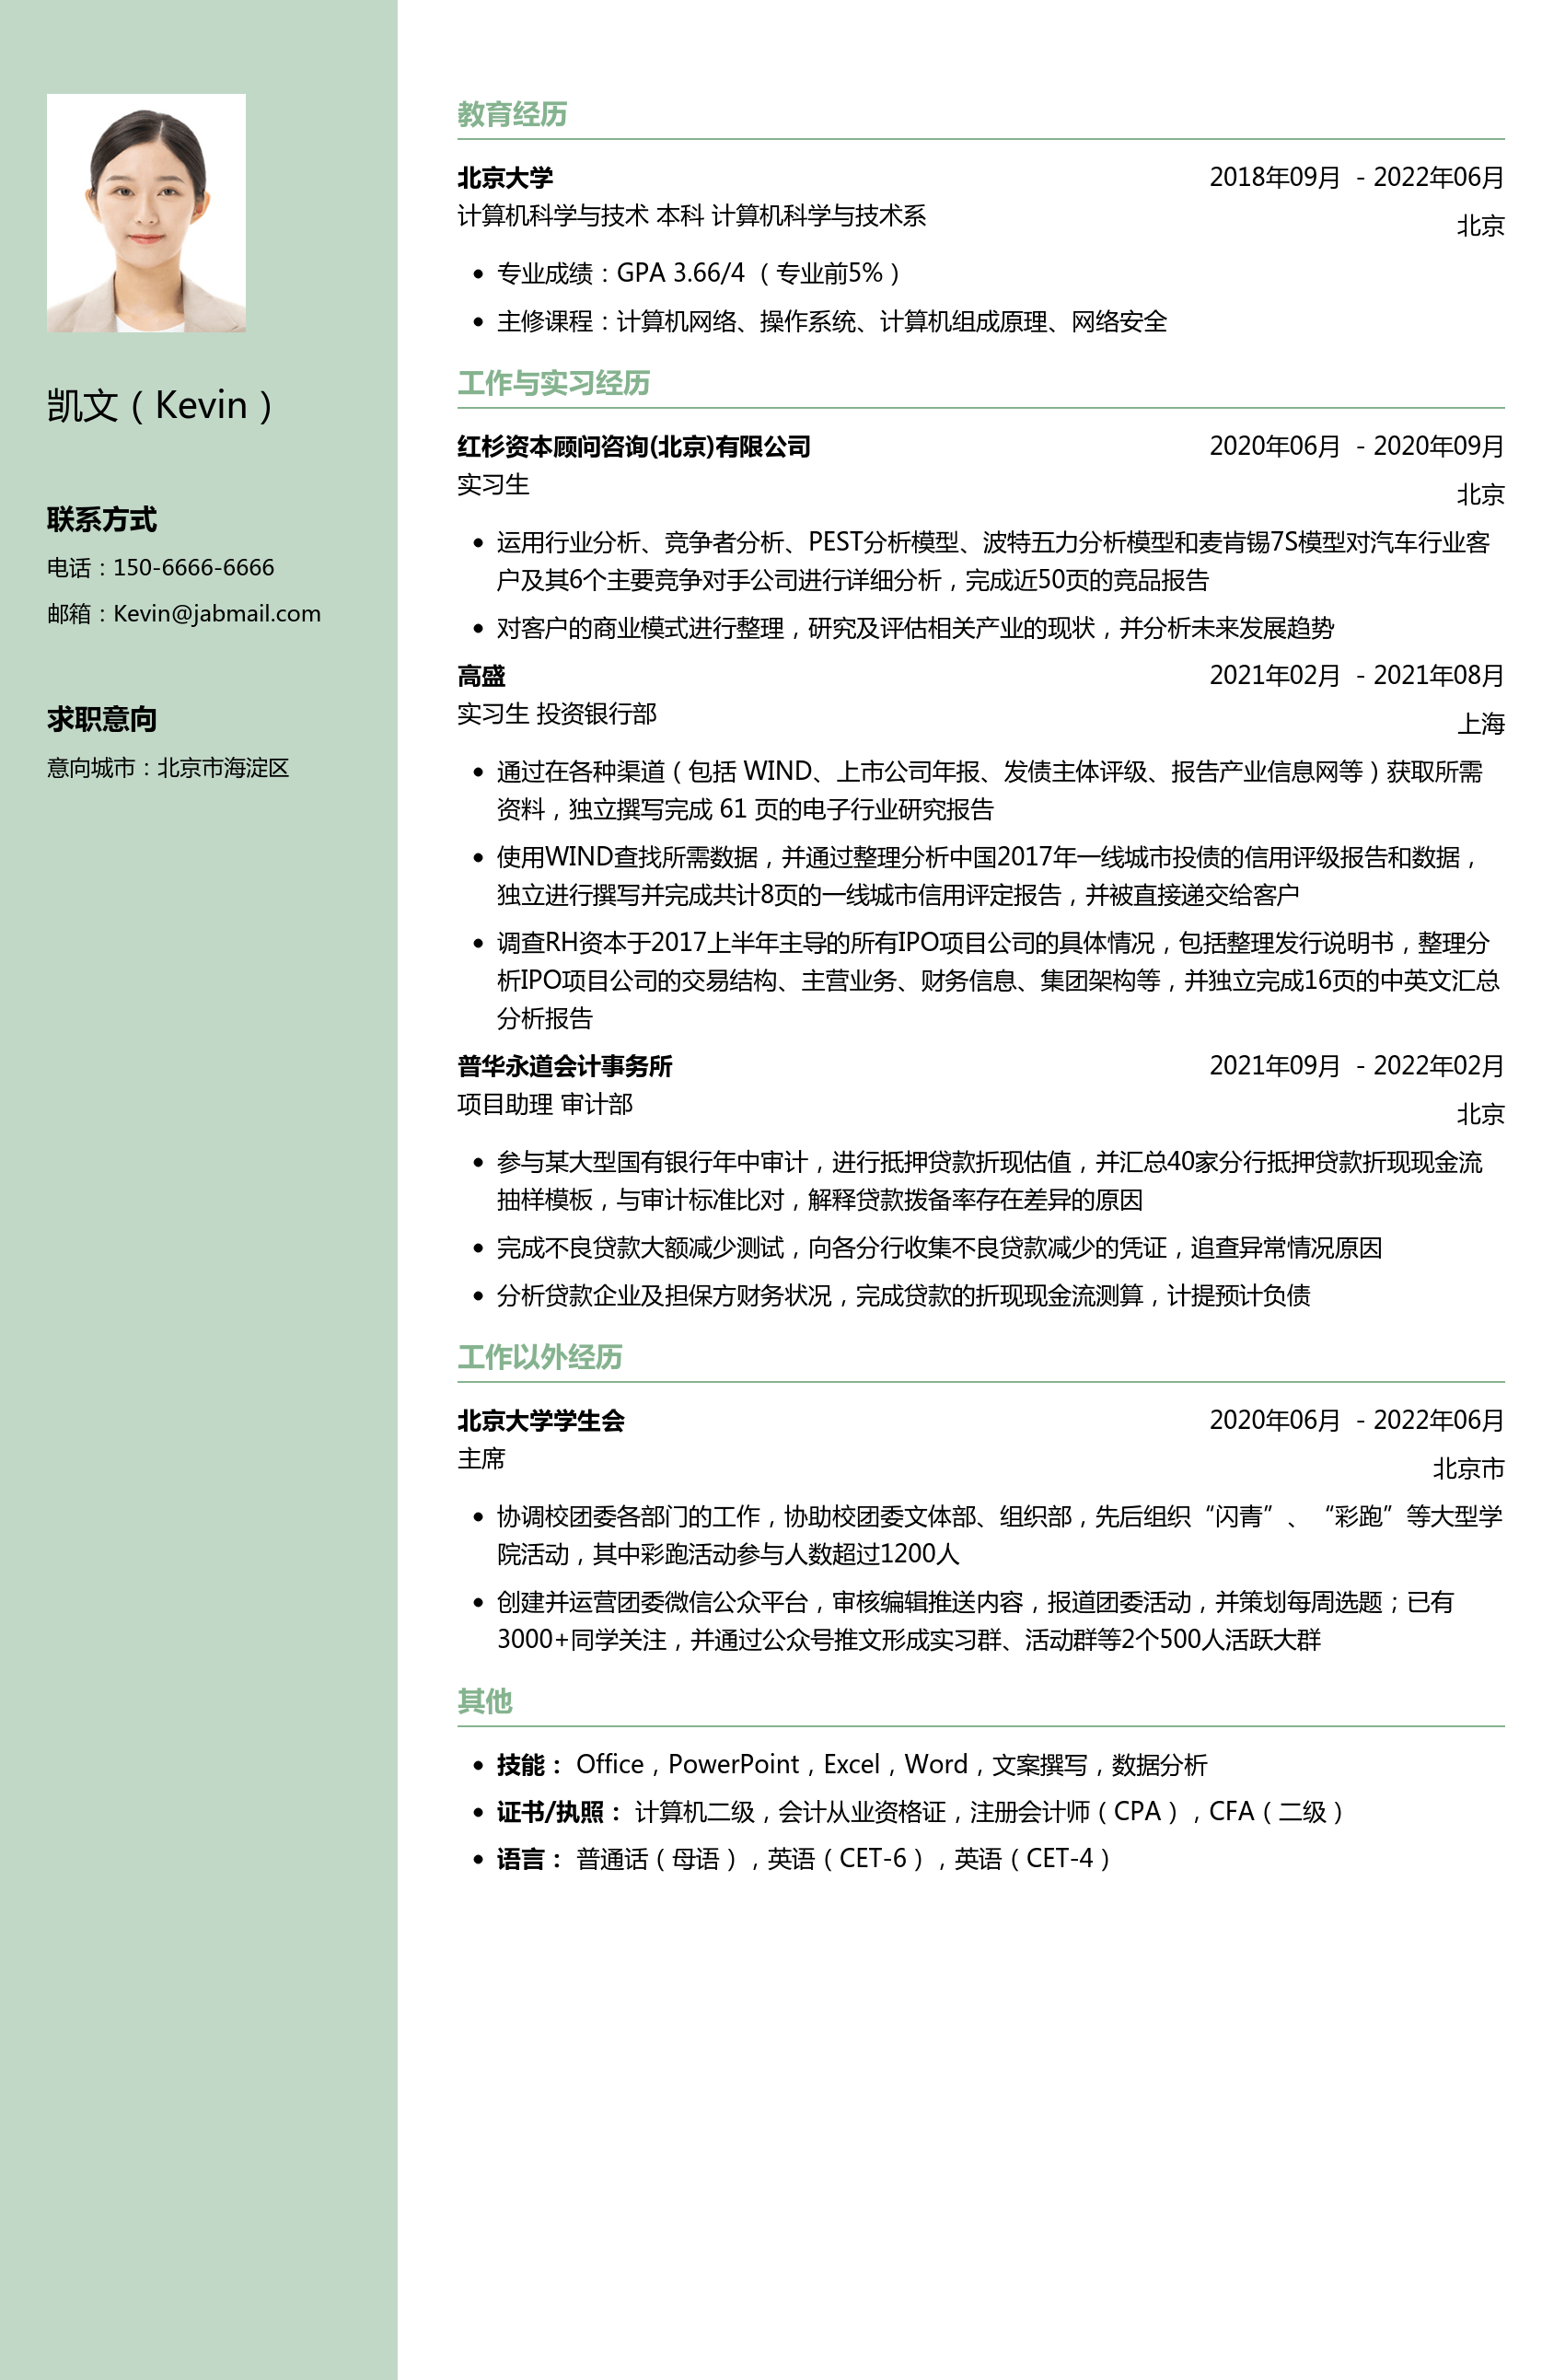 凯文（Kevin）
联系方式
电话：150-6666-6666
邮箱：Kevin@jabmail.com
求职意向
意向城市：北京市海淀区
教育经历
北京大学 2018年09月 - 2022年06月
计算机科学与技术 本科 计算机科学与技术系 北京
• 专业成绩：GPA 3.66/4 （专业前5%）
• 主修课程：计算机网络、操作系统、计算机组成原理、网络安全
工作与实习经历
红杉资本顾问咨询(北京)有限公司 2020年06月 - 2020年09月
实习生 北京
• 运用行业分析、竞争者分析、PEST分析模型、波特五力分析模型和麦肯锡7S模型对汽车行业客
户及其6个主要竞争对手公司进行详细分析，完成近50页的竞品报告
• 对客户的商业模式进行整理，研究及评估相关产业的现状，并分析未来发展趋势
高盛 2021年02月 - 2021年08月
实习生 投资银行部 上海
• 通过在各种渠道（包括 WIND、上市公司年报、发债主体评级、报告产业信息网等）获取所需
资料，独立撰写完成 61 页的电子行业研究报告
• 使用WIND查找所需数据，并通过整理分析中国2017年一线城市投债的信用评级报告和数据，
独立进行撰写并完成共计8页的一线城市信用评定报告，并被直接递交给客户
• 调查RH资本于2017上半年主导的所有IPO项目公司的具体情况，包括整理发行说明书，整理分
析IPO项目公司的交易结构、主营业务、财务信息、集团架构等，并独立完成16页的中英文汇总
分析报告
普华永道会计事务所 2021年09月 - 2022年02月
项目助理 审计部 北京
• 参与某大型国有银行年中审计，进行抵押贷款折现估值，并汇总40家分行抵押贷款折现现金流
抽样模板，与审计标准比对，解释贷款拨备率存在差异的原因
• 完成不良贷款大额减少测试，向各分行收集不良贷款减少的凭证，追查异常情况原因
• 分析贷款企业及担保方财务状况，完成贷款的折现现金流测算，计提预计负债
工作以外经历
北京大学学生会 2020年06月 - 2022年06月
主席 北京市
• 协调校团委各部门的工作，协助校团委文体部、组织部，先后组织“闪青”、“彩跑”等大型学
院活动，其中彩跑活动参与人数超过1200人
• 创建并运营团委微信公众平台，审核编辑推送内容，报道团委活动，并策划每周选题；已有
3000+同学关注，并通过公众号推文形成实习群、活动群等2个500人活跃大群
其他
• 技能： Office，PowerPoint，Excel，Word，文案撰写，数据分析
• 证书/执照： 计算机二级，会计从业资格证，注册会计师（CPA），CFA（二级）
• 语言： 普通话（母语），英语（CET-6），英语（CET-4）